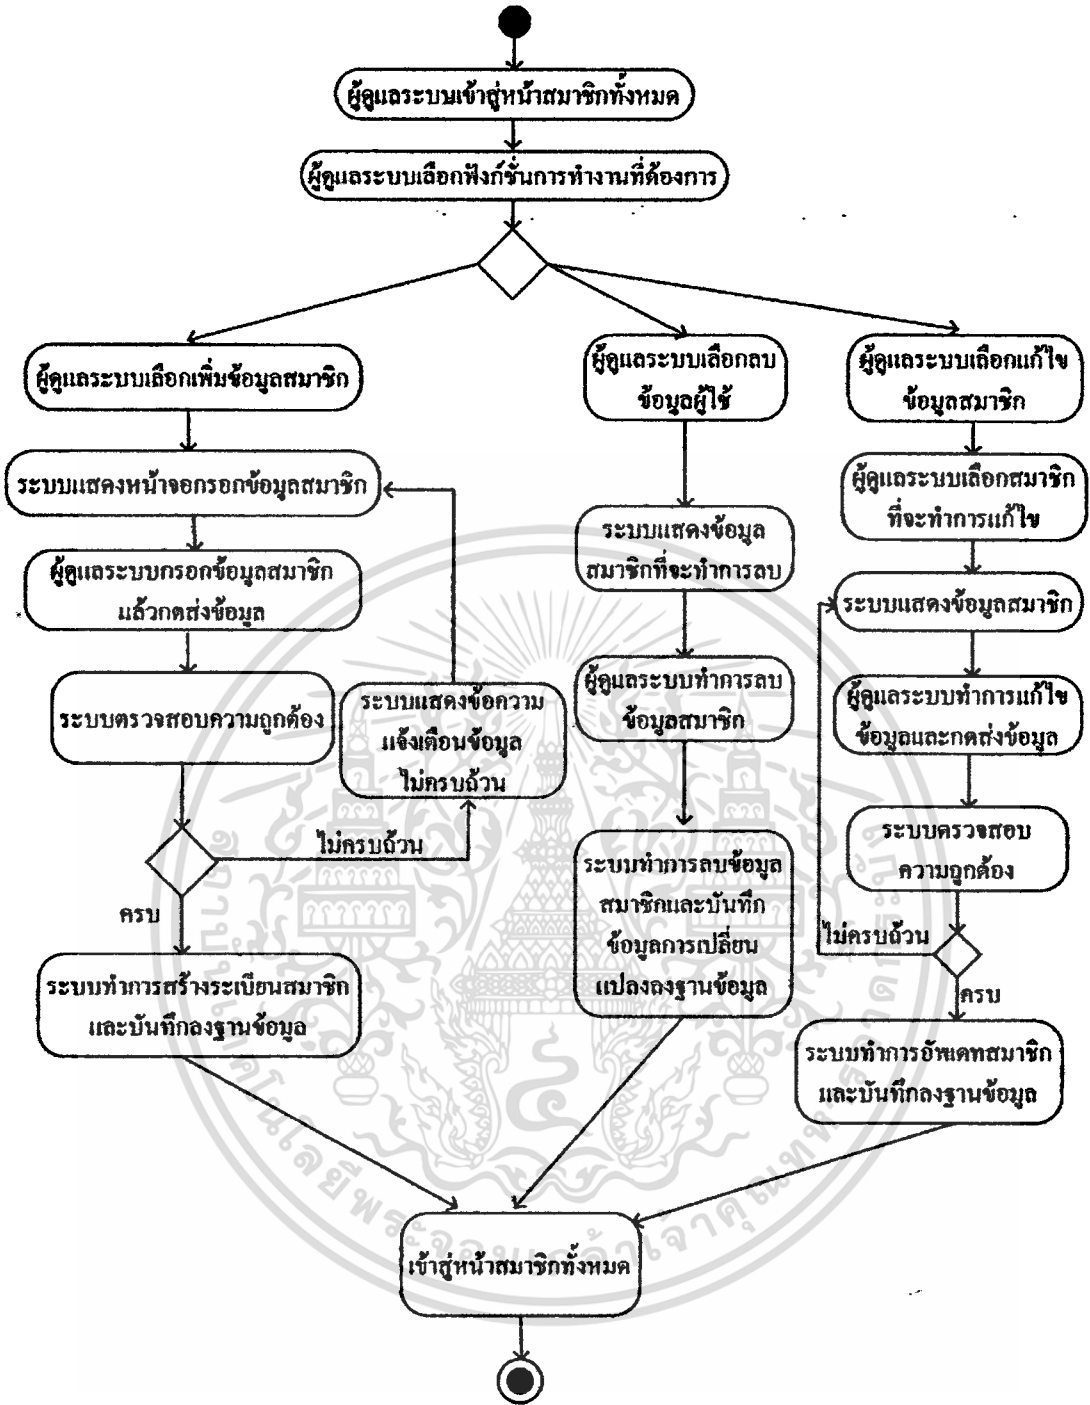 ผู้ดูแลระบบเข้าสู่หน้าสมาชิกทั้งหมด
ผู้ดูแลระบบเลือกฟังก์ชั่นการทำงานที่ต้องการ
ผู้ดูแลระบบเลือกเพิ่มข้อมูลสมาชิก
ระบบแสดงหน้าจอกรอกข้อมูลสมาชิก
ผู้ดูแลระบบกรอกข้อมูลสมาชิก
แล้วกดส่งข้อมูล
ระบบตรวจสอบความถูกต้อง
ระบบแสดงข้อความ
แจ้งเตือนข้อมูล
ไม่ครบถ้วน
ไม่ครบถ้วน
ครบ
ระบบทำการสร้างระเบียนสมาชิก
และบันทึกลงฐานข้อมูล
ผู้ดูแลระบบเลือกลบ
ข้อมูลผู้ใช้
ระบบแสดงข้อมูล
สมาชิกที่จะทำการลบ
ผู้ดูแลระบบทำการลบ
ข้อมูลสมาชิก
ระบบทำการลบข้อมูล
สมาชิกและบันทึก
ข้อมูลการเปลี่ยน
แปลงลงฐานข้อมูล
ผู้ดูแลระบบเลือกแก้ไข
ข้อมูลสมาชิก
ผู้ดูแลระบบเลือกสมาชิก
ที่จะทำการแก้ไข
ระบบแสดงข้อมูลสมาชิก
ผู้ดูแลระบบทำการแก้ไข
ข้อมูลและกดส่งข้อมูล
ระบบตรวจสอบ
ความถูกต้อง
ไม่ครบถ้วน
ครบ
ระบบทำการอัพเดทสมาชิก
และบันทึกลงฐานข้อมูล
เข้าสู่หน้าสมาชิกทั้งหมด